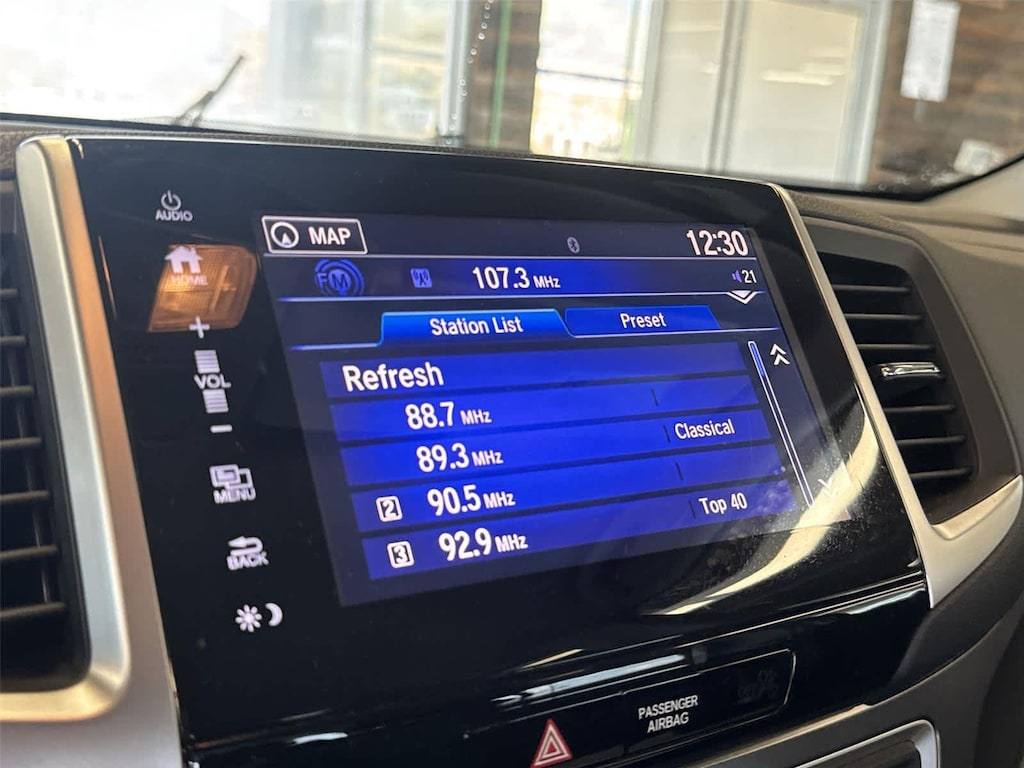 AUDIO
MAP
12:30
HOME
FM
107.3 MHz
21
+
Station List
Preset
VOL
Refresh
88.7 MHz
-
89.3 MHz
Classical
MENU
2 90.5 MHz
3 92.9 MHz
Top 40
BACK
PASSENGER
AIRBAG